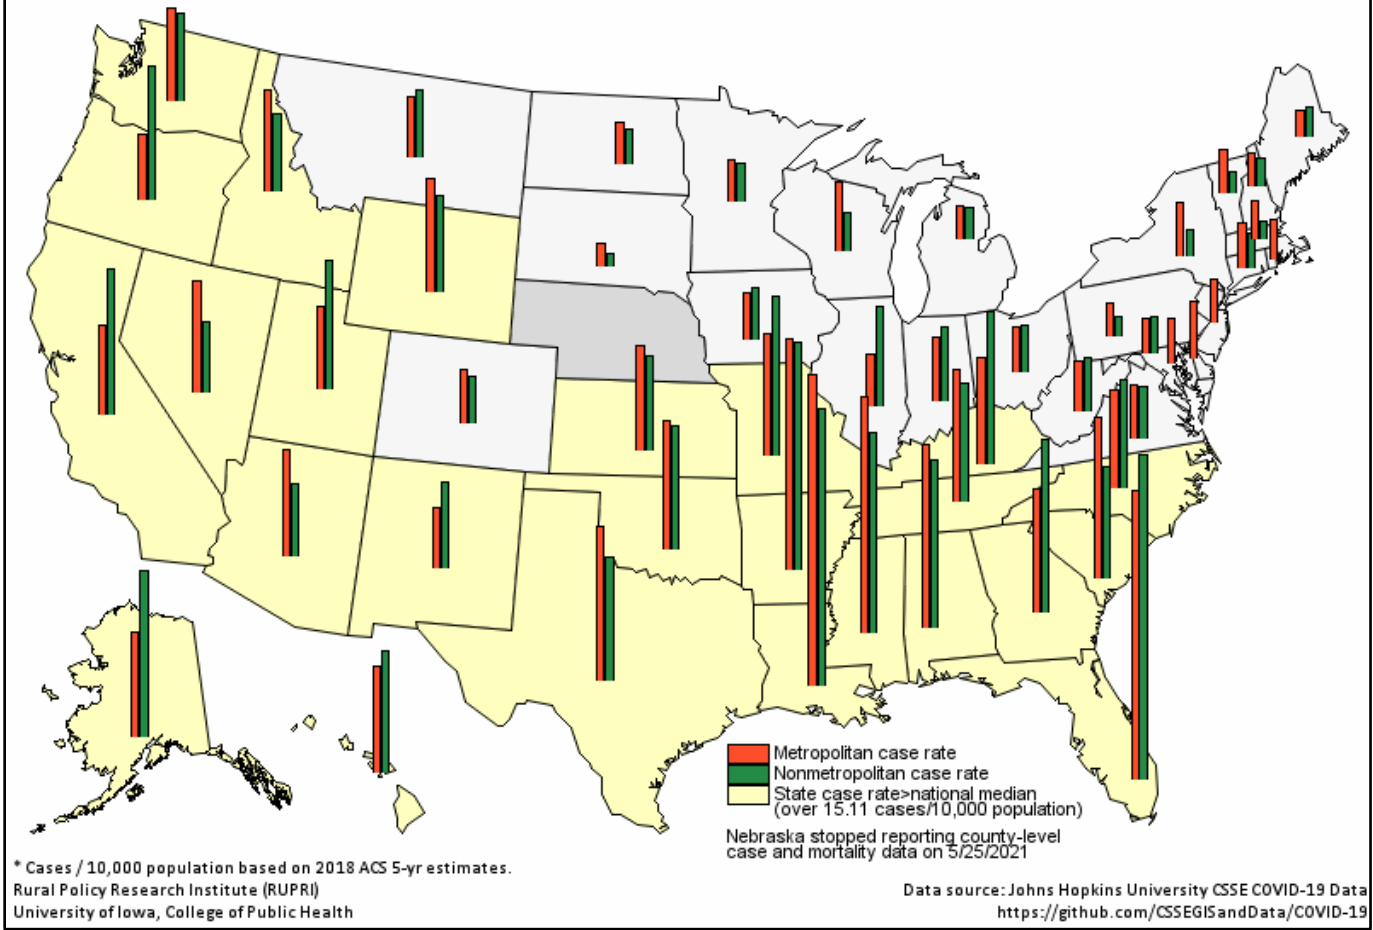 Metropolitan case rate
Nonmetropolitan case rate
State case rate>national median
(over 15.11 cases/10,000 population)
Nebraska stopped reporting county-level
case and mortality data on 5/25/2021
* Cases / 10,000 population based on 2018 ACS 5-yr estimates.
Rural Policy Research Institute (RUPRI)
University of Iowa, College of Public Health
Data source: Johns Hopkins University CSSE COVID-19 Data
https://github.com/CSSEGISandData/COVID-19